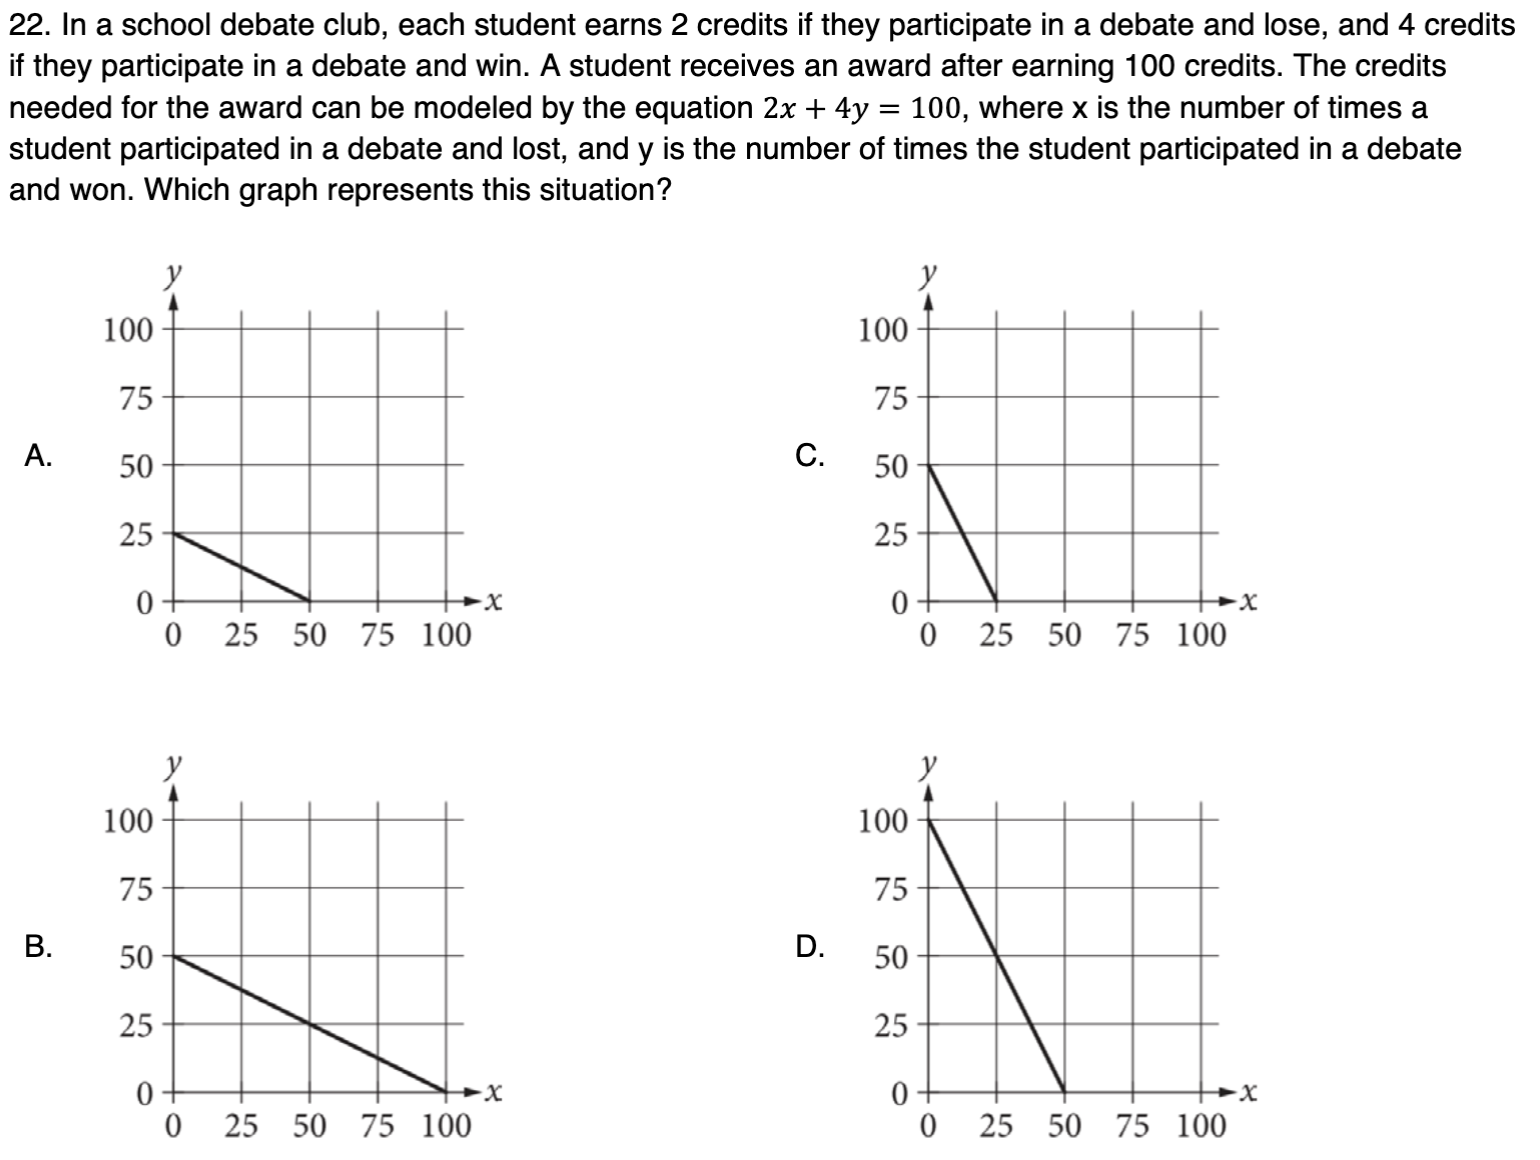 22. In a school debate club, each student earns 2 credits if they participate in a debate and lose, and 4 credits
if they participate in a debate and win. A student receives an award after earning 100 credits. The credits
needed for the award can be modeled by the equation 2x + 4y = 100, where x is the number of times a
student participated in a debate and lost, and y is the number of times the student participated in a debate
and won. Which graph represents this situation?
A.
y
100
75
50
25
0
x
0 25 50 75 100
C.
y
100
75
50
25
0
x
0 25 50 75 100
B.
y
100
75
50
25
0
x
0 25 50 75 100
D.
y
100
75
50
25
0
x
0 25 50 75 100